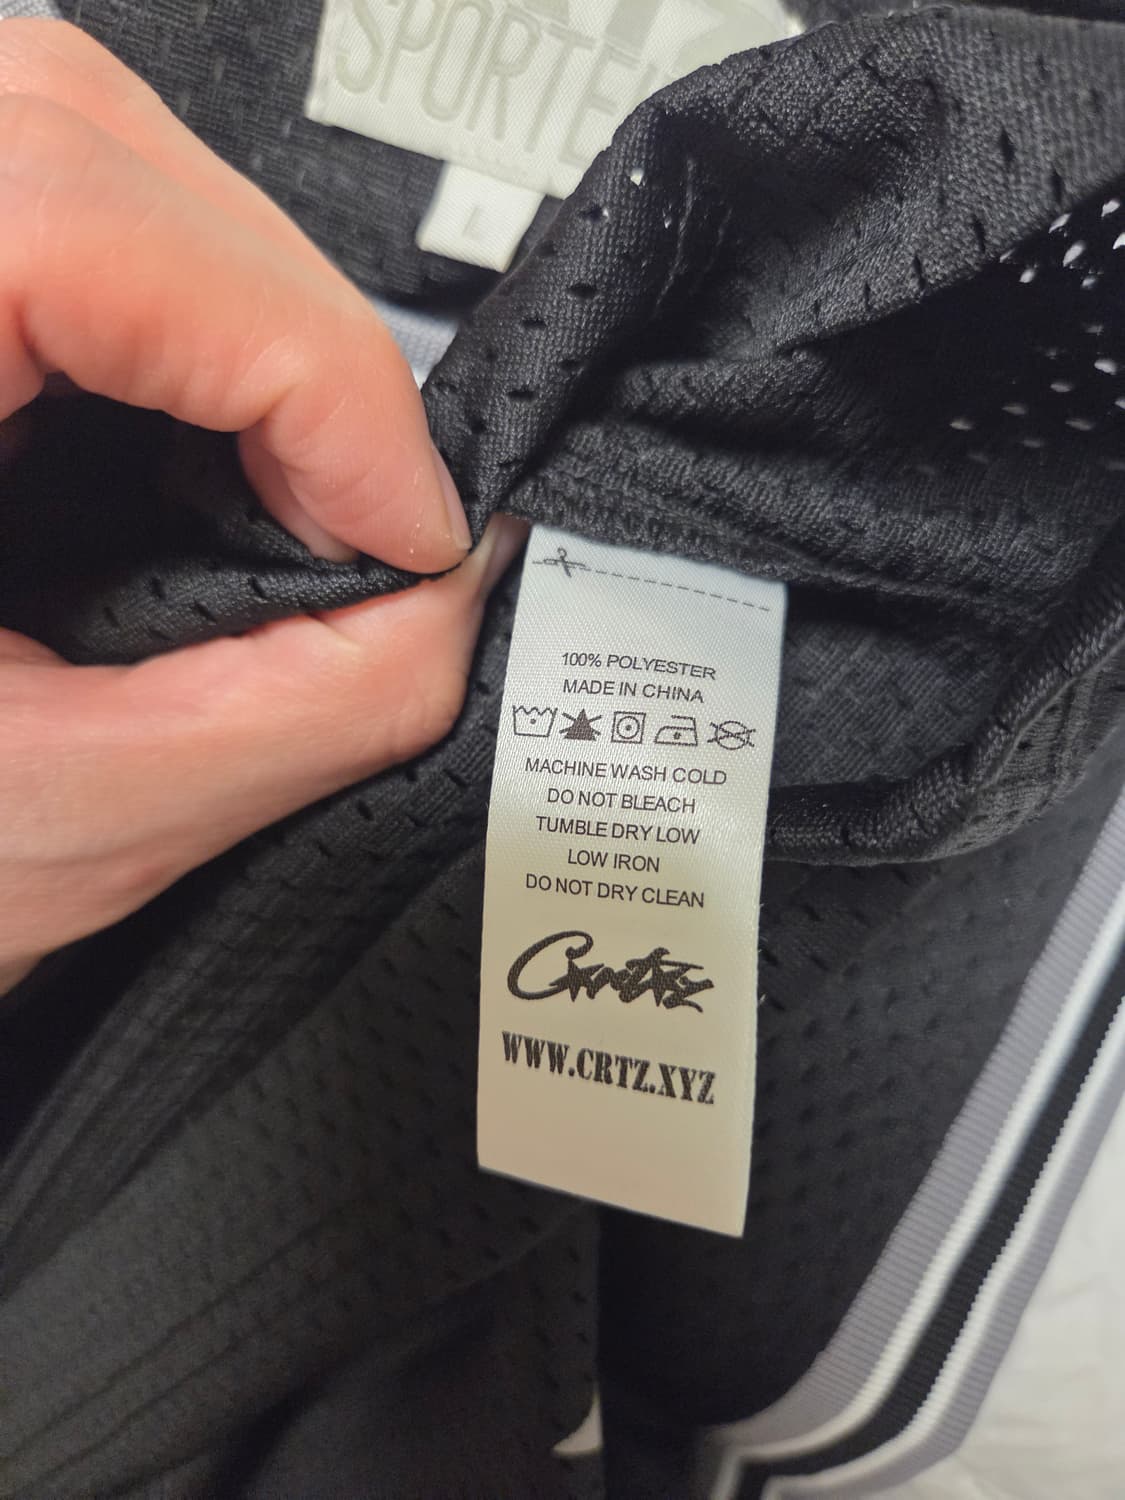 SPORTE
L
100% POLYESTER
MADE IN CHINA
MACHINE WASH COLD
DO NOT BLEACH
TUMBLE DRY LOW
LOW IRON
DO NOT DRY CLEAN
Crtz
WWW.CRTZ.XYZ